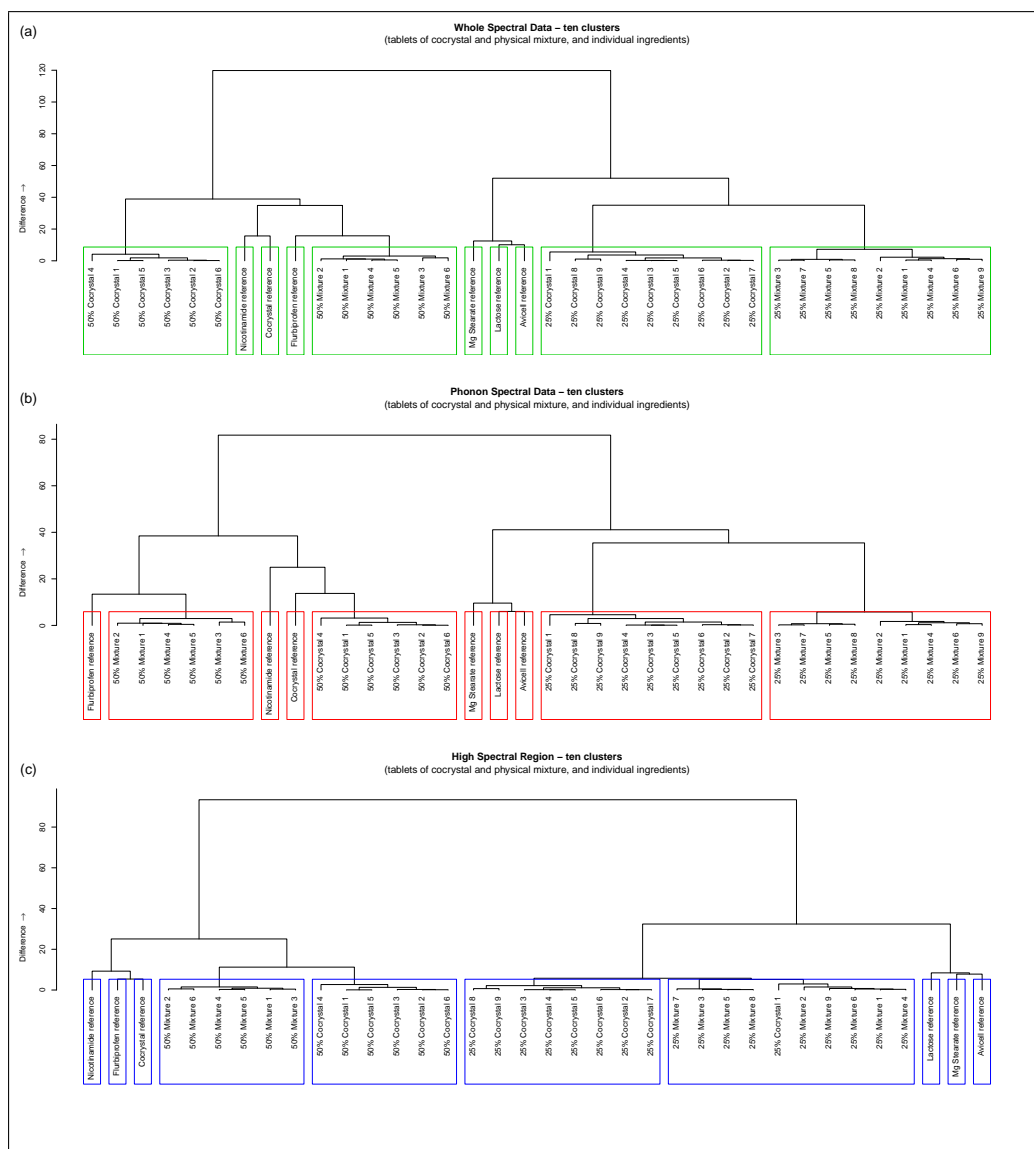 (a)
Whole Spectral Data – ten clusters
(tablets of cocrystal and physical mixture, and individual ingredients)
Difference →
0
20
40
60
80
100
120
50% Cocrystal 4
50% Cocrystal 1
50% Cocrystal 5
50% Cocrystal 3
50% Cocrystal 2
50% Cocrystal 6
Nicotinamide reference
Cocrystal reference
Flurbiprofen reference
50% Mixture 2
50% Mixture 1
50% Mixture 4
50% Mixture 5
50% Mixture 3
50% Mixture 6
Mg Stearate reference
Lactose reference
Avicell reference
25% Cocrystal 1
25% Cocrystal 8
25% Cocrystal 9
25% Cocrystal 4
25% Cocrystal 3
25% Cocrystal 5
25% Cocrystal 6
25% Cocrystal 2
25% Cocrystal 7
25% Mixture 3
25% Mixture 7
25% Mixture 5
25% Mixture 8
25% Mixture 2
25% Mixture 1
25% Mixture 4
25% Mixture 6
25% Mixture 9
(b)
Phonon Spectral Data – ten clusters
(tablets of cocrystal and physical mixture, and individual ingredients)
Difference →
0
20
40
60
80
Flurbiprofen reference
50% Mixture 2
50% Mixture 1
50% Mixture 4
50% Mixture 5
50% Mixture 3
50% Mixture 6
Nicotinamide reference
Cocrystal reference
50% Cocrystal 4
50% Cocrystal 1
50% Cocrystal 5
50% Cocrystal 3
50% Cocrystal 2
50% Cocrystal 6
Mg Stearate reference
Lactose reference
Avicell reference
25% Cocrystal 1
25% Cocrystal 8
25% Cocrystal 9
25% Cocrystal 4
25% Cocrystal 3
25% Cocrystal 5
25% Cocrystal 6
25% Cocrystal 2
25% Cocrystal 7
25% Mixture 3
25% Mixture 7
25% Mixture 5
25% Mixture 8
25% Mixture 2
25% Mixture 1
25% Mixture 4
25% Mixture 6
25% Mixture 9
(c)
High Spectral Region – ten clusters
(tablets of cocrystal and physical mixture, and individual ingredients)
Difference →
0
20
40
60
80
Nicotinamide reference
Flurbiprofen reference
Cocrystal reference
50% Mixture 2
50% Mixture 6
50% Mixture 4
50% Mixture 5
50% Mixture 1
50% Mixture 3
50% Cocrystal 4
50% Cocrystal 1
50% Cocrystal 5
50% Cocrystal 3
50% Cocrystal 2
50% Cocrystal 6
25% Cocrystal 8
25% Cocrystal 9
25% Cocrystal 3
25% Cocrystal 4
25% Cocrystal 5
25% Cocrystal 6
25% Cocrystal 2
25% Cocrystal 7
25% Mixture 7
25% Mixture 3
25% Mixture 5
25% Mixture 8
25% Cocrystal 1
25% Mixture 2
25% Mixture 9
25% Mixture 6
25% Mixture 1
25% Mixture 4
Lactose reference
Mg Stearate reference
Avicell reference